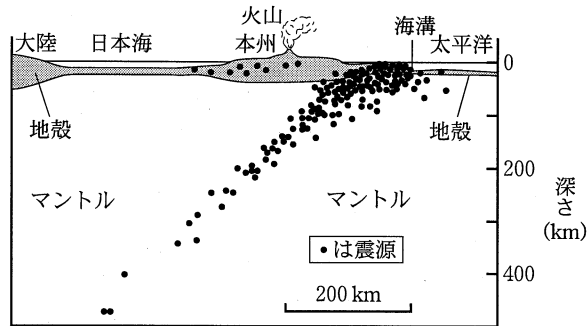 火山
海溝
大陸
日本海
本州
太平洋
0
地殻
地殻
200
マントル
マントル
深さ
(km)
•は震源
200 km
400